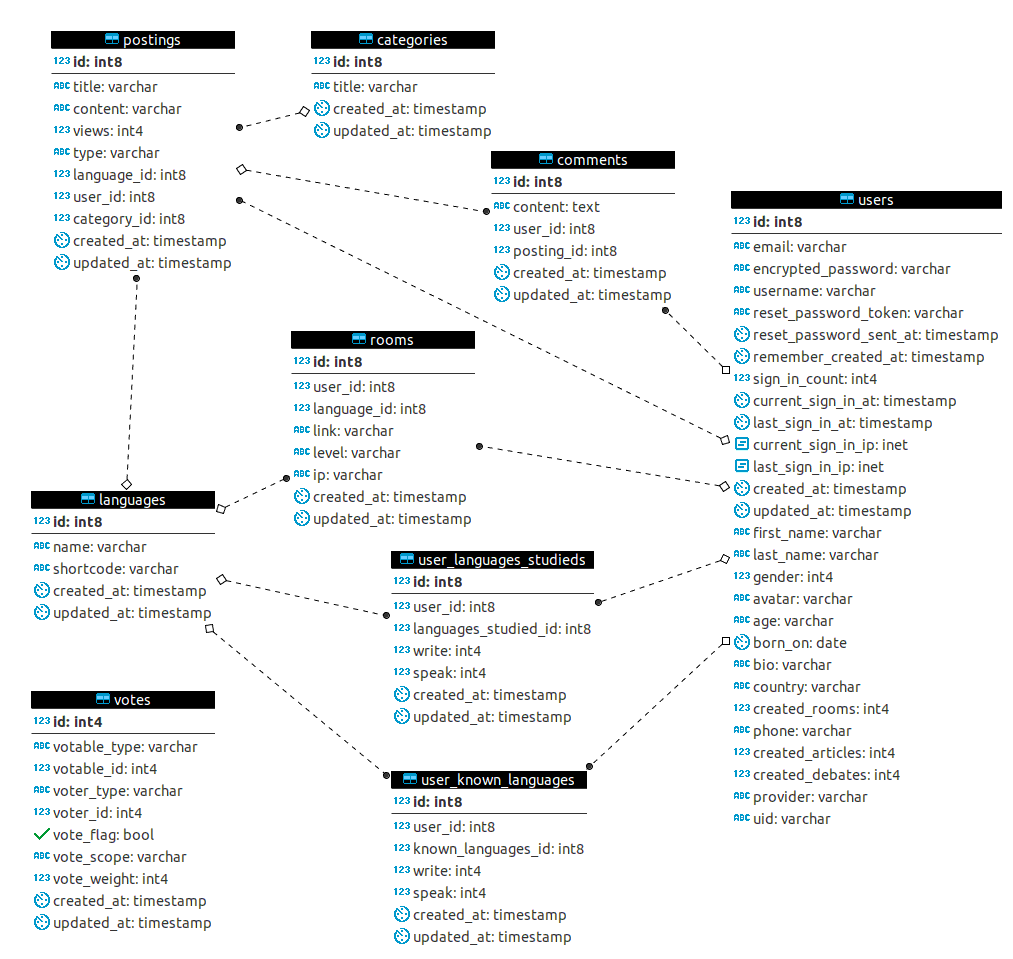 postings
123 id: int8
ABC title: varchar
ABC content: varchar
123 views: int4
ABC type: varchar
123 language_id: int8
123 user_id: int8
123 category_id: int8
created_at: timestamp
updated_at: timestamp
categories
123 id: int8
ABC title: varchar
created_at: timestamp
updated_at: timestamp
comments
123 id: int8
ABC content: text
123 user_id: int8
123 posting_id: int8
created_at: timestamp
updated_at: timestamp
users
123 id: int8
ABC email: varchar
ABC encrypted_password: varchar
ABC username: varchar
ABC reset_password_token: varchar
reset_password_sent_at: timestamp
remember_created_at: timestamp
123 sign_in_count: int4
current_sign_in_at: timestamp
last_sign_in_at: timestamp
current_sign_in_ip: inet
last_sign_in_ip: inet
created_at: timestamp
updated_at: timestamp
ABC first_name: varchar
ABC last_name: varchar
123 gender: int4
ABC avatar: varchar
ABC age: varchar
born_on: date
ABC bio: varchar
ABC country: varchar
123 created_rooms: int4
ABC phone: varchar
123 created_articles: int4
123 created_debates: int4
ABC provider: varchar
ABC uid: varchar
rooms
123 id: int8
123 user_id: int8
123 language_id: int8
ABC link: varchar
ABC level: varchar
ABC ip: varchar
created_at: timestamp
updated_at: timestamp
languages
123 id: int8
ABC name: varchar
ABC shortcode: varchar
created_at: timestamp
updated_at: timestamp
user_languages_studieds
123 id: int8
123 user_id: int8
123 languages_studied_id: int8
123 write: int4
123 speak: int4
created_at: timestamp
updated_at: timestamp
votes
123 id: int4
ABC votable_type: varchar
123 votable_id: int4
ABC voter_type: varchar
123 voter_id: int4
vote_flag: bool
ABC vote_scope: varchar
123 vote_weight: int4
created_at: timestamp
updated_at: timestamp
user_known_languages
123 id: int8
123 user_id: int8
123 known_languages_id: int8
123 write: int4
123 speak: int4
created_at: timestamp
updated_at: timestamp